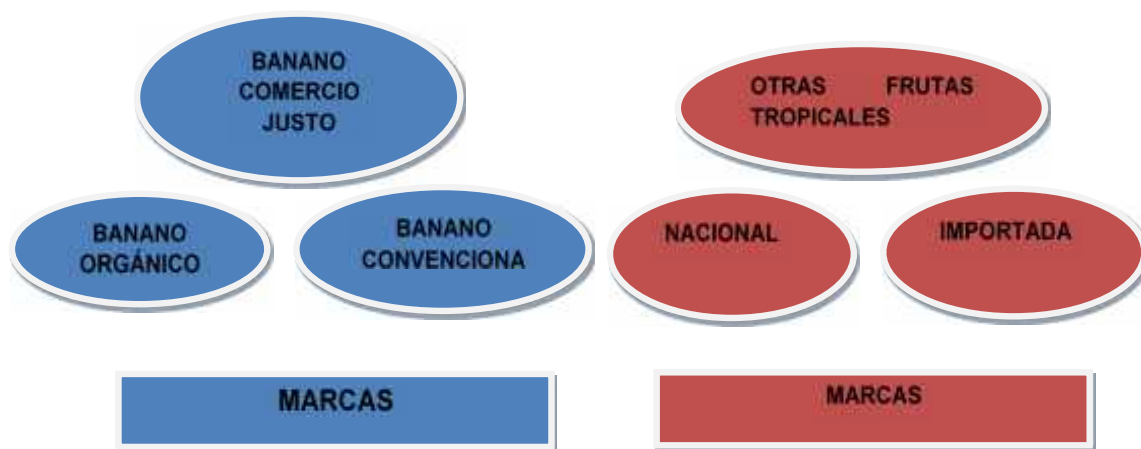 BANANO
COMERCIO
JUSTO
OTRAS FRUTAS
TROPICALES
BANANO
ORGÁNICO
BANANO
CONVENCIONA
NACIONAL
IMPORTADA
MARCAS
MARCAS